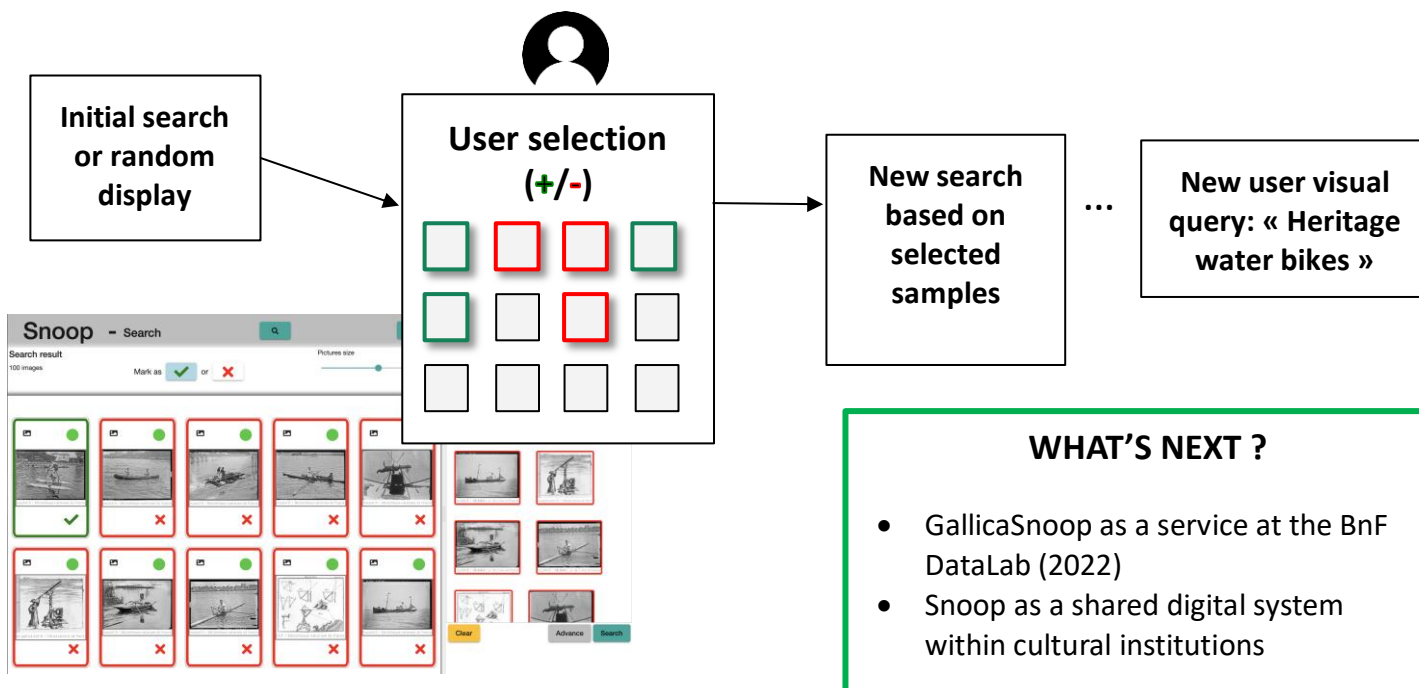 Initial search
or random
display
User selection
(+/-)
New search
based on
selected
samples
...
New user visual
query: « Heritage
water bikes »
Snoop - Search
Search result
100 images
Mark as
or
Pictures size
Clear
Advance
Search
WHAT'S NEXT ?
• GallicaSnoop as a service at the BnF
DataLab (2022)
• Snoop as a shared digital system
within cultural institutions